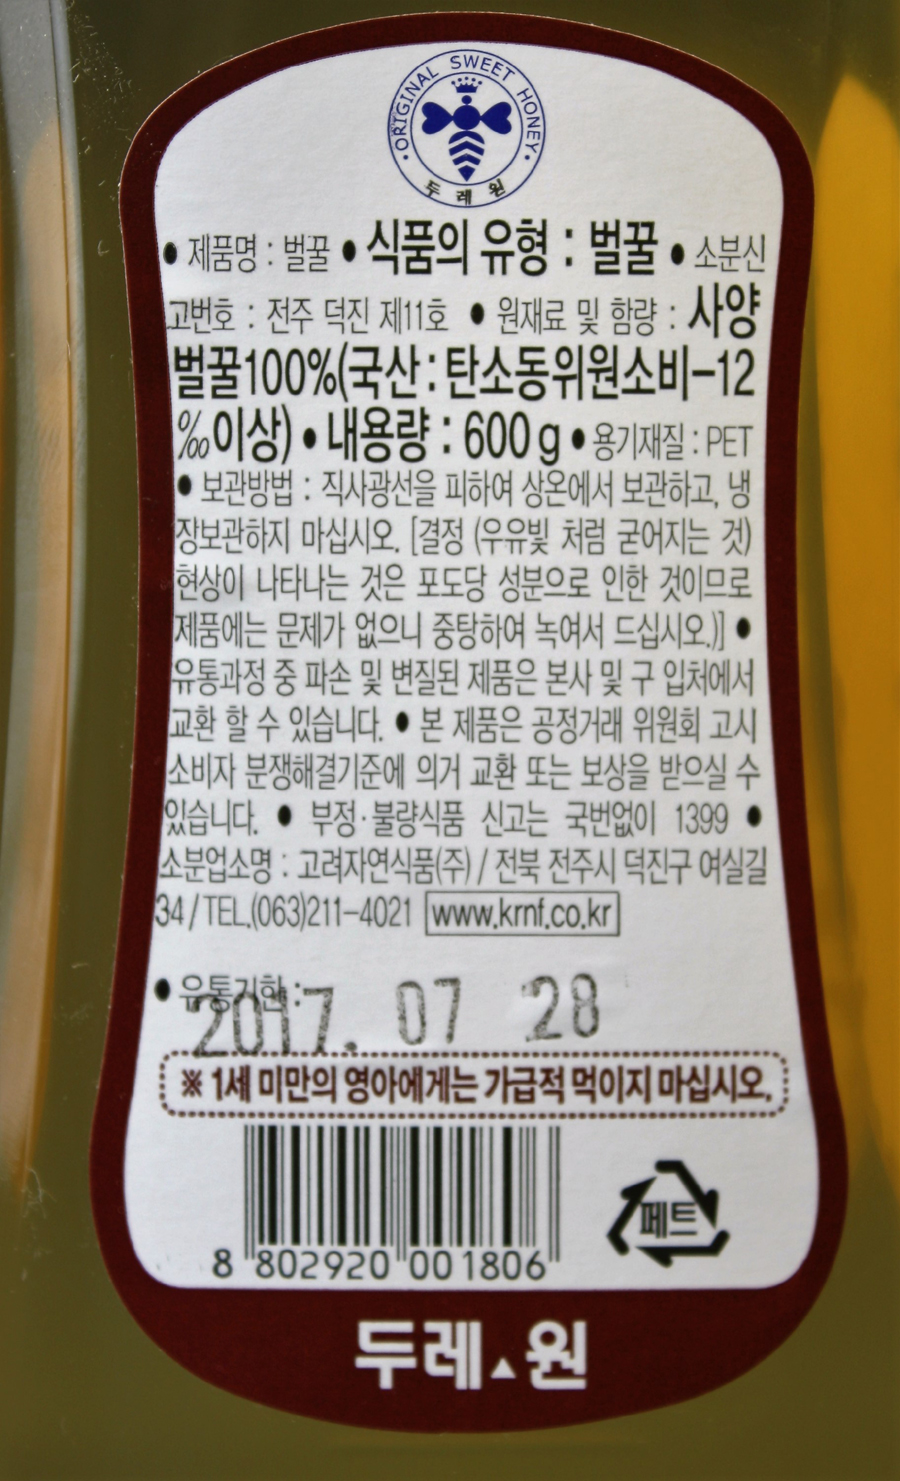 ORIGINAL SWEET HONEY
두레원
• 제품명 : 벌꿀 • 식품의 유형 : 벌꿀 • 소분신
고번호 : 전주 덕진 제11호 • 원재료 및 함량 : 사양
벌꿀100%(국산:탄소동위원소비-12
‰이상) • 내용량 : 600g • 용기재질 : PET
• 보관방법 : 직사광선을 피하여 상온에서 보관하고, 냉
장보관하지 마십시오. [결정 (우유빛 처럼 굳어지는 것)
현상이 나타나는 것은 포도당 성분으로 인한 것이므로
제품에는 문제가 없으니 중탕하여 녹여서 드십시오.)] •
유통과정 중 파손 및 변질된 제품은 본사 및 구 입처에서
교환 할 수 있습니다. • 본 제품은 공정거래 위원회 고시
소비자 분쟁해결기준에 의거 교환 또는 보상을 받으실 수
있습니다. • 부정·불량식품 신고는 국번없이 1399 •
소분업소명 : 고려자연식품(주) / 전북 전주시 덕진구 여실길
34 / TEL.(063)211-4021 www.krnf.co.kr
• 유통기한 :
2017. 07 28
※ 1세 미만의 영아에게는 가급적 먹이지 마십시오.
8 802920 001806
페트
두레▲원